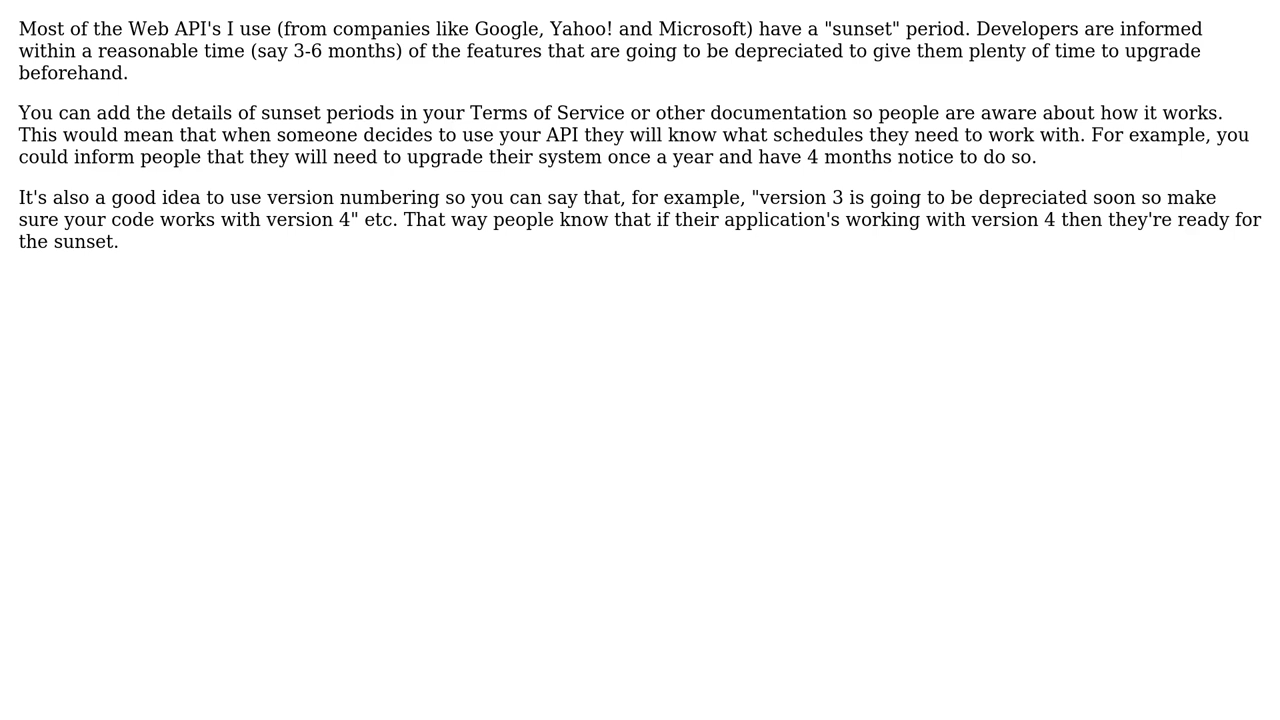 Most of the Web API's I use (from companies like Google, Yahoo! and Microsoft) have a "sunset" period. Developers are informed
within a reasonable time (say 3-6 months) of the features that are going to be depreciated to give them plenty of time to upgrade
beforehand.
You can add the details of sunset periods in your Terms of Service or other documentation so people are aware about how it works.
This would mean that when someone decides to use your API they will know what schedules they need to work with. For example, you
could inform people that they will need to upgrade their system once a year and have 4 months notice to do so.
It's also a good idea to use version numbering so you can say that, for example, "version 3 is going to be depreciated soon so make
sure your code works with version 4" etc. That way people know that if their application's working with version 4 then they're ready for
the sunset.